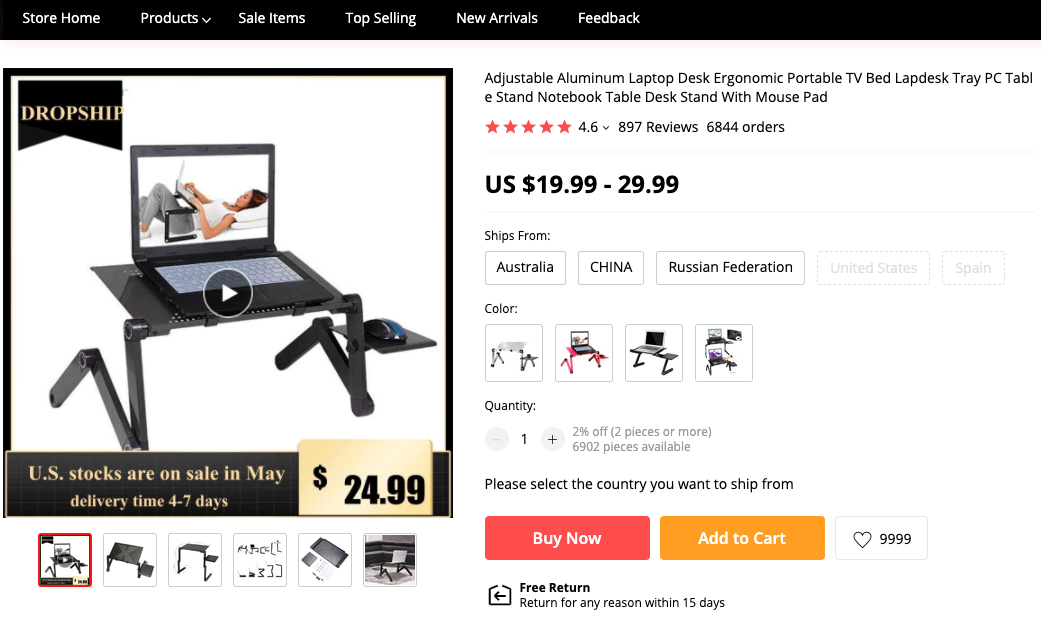 Store Home
Products
Sale Items
Top Selling
New Arrivals
Feedback
DROPSHIP
U.S. stocks are on sale in May
delivery time 4-7 days
$ 24.99
Adjustable Aluminum Laptop Desk Ergonomic Portable TV Bed Lapdesk Tray PC Tabl
e Stand Notebook Table Desk Stand With Mouse Pad
4.6 897 Reviews 6844 orders
US $19.99 - 29.99
Ships From:
Australia
CHINA
Russian Federation
United States
Spain
Color:
Quantity:
1
2% off (2 pieces or more)
6902 pieces available
Please select the country you want to ship from
Buy Now
Add to Cart
9999
Free Return
Return for any reason within 15 days